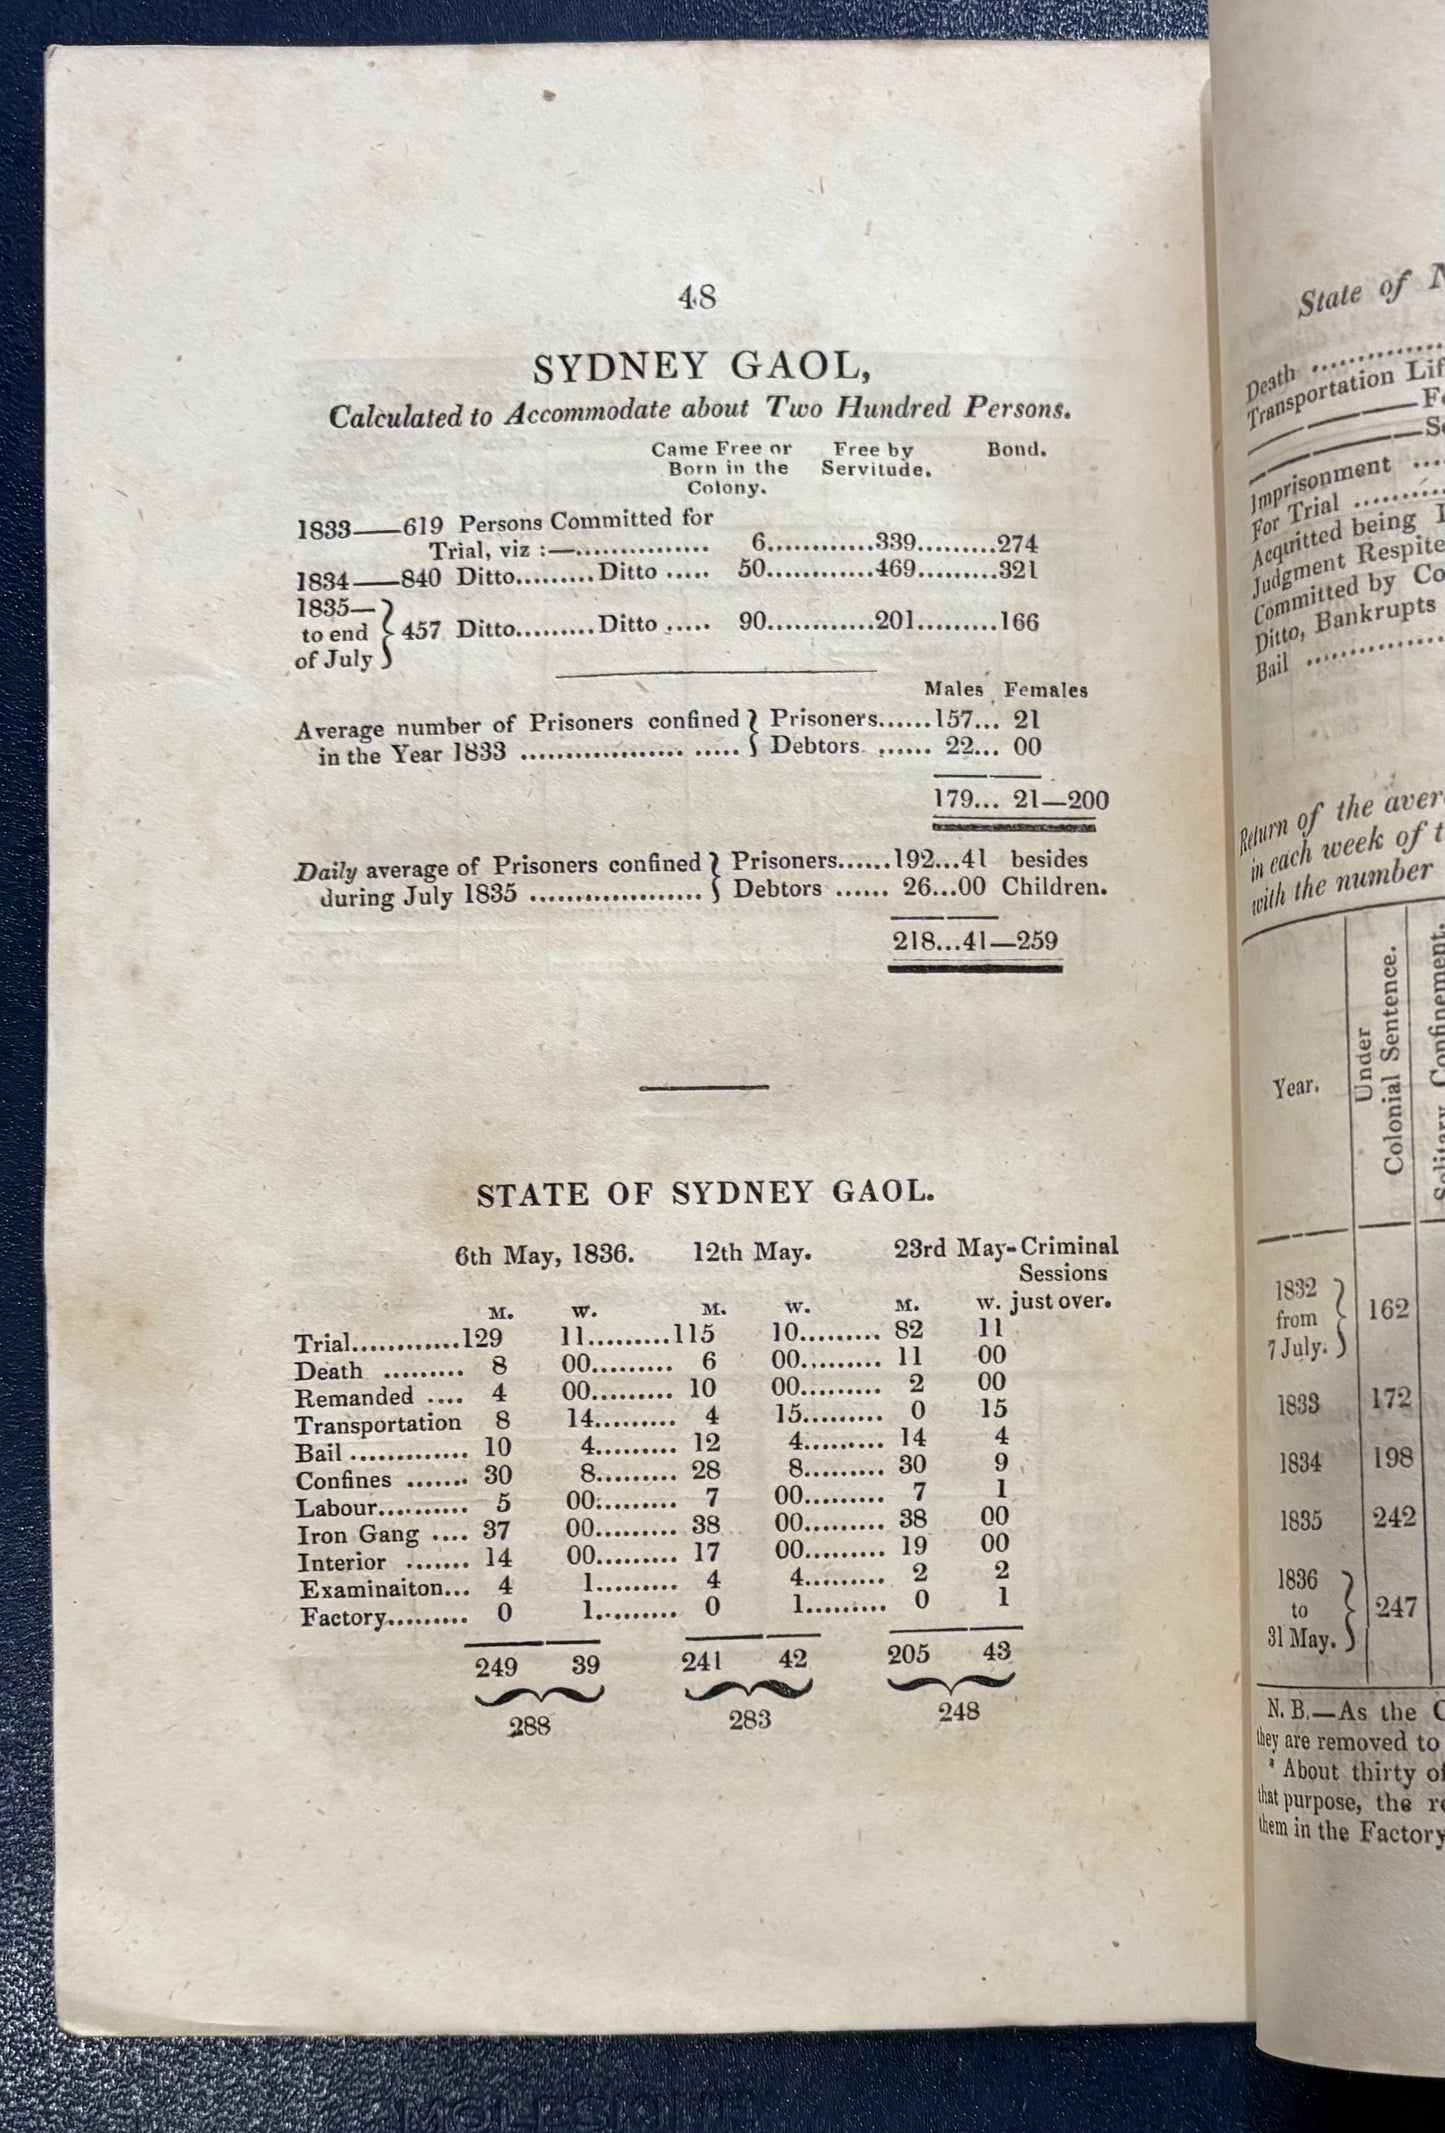 48
SYDNEY GAOL,
Calculated to Accommodate about Two Hundred Persons.
Came Free or Free by Bond.
Born in the Servitude.
Colony.
1833——619 Persons Committed for
Trial, viz :—............... 6............339.........274
1834——840 Ditto.........Ditto ..... 50............469.........321
1835—
to end } 457 Ditto.........Ditto ..... 90............201.........166
of July
Males Females
Average number of Prisoners confined } Prisoners......157... 21
in the Year 1833 .................. ..... } Debtors ...... 22... 00
179... 21—200
Daily average of Prisoners confined } Prisoners......192...41 besides
during July 1835 ................... } Debtors ...... 26...00 Children.
218...41—259
STATE OF SYDNEY GAOL.
6th May, 1836. 12th May. 23rd May-Criminal
Sessions
M. W. M. W. M. W. just over.
Trial............129 11.........115 10......... 82 11
Death ......... 8 00......... 6 00......... 11 00
Remanded .... 4 00......... 10 00......... 2 00
Transportation 8 14......... 4 15......... 0 15
Bail ............. 10 4......... 12 4......... 14 4
Confines ....... 30 8......... 28 8......... 30 9
Labour.......... 5 00......... 7 00......... 7 1
Iron Gang .... 37 00......... 38 00......... 38 00
Interior ....... 14 00......... 17 00......... 19 00
Examinaiton... 4 1......... 4 4......... 2 2
Factory......... 0 1......... 0 1......... 0 1
249 39 241 42 205 43
288 283 248
State of
Death ...............
Transportation
Imprisonment ...
For Trial ..........
Acquitted being
Judgment
Committed by
Ditto, Bankrupts
Bail ...............
Return of the
in each week of
with the number
Year.
Under
Colonial Sentence.
Solitary Confinement.
1832
from } 162
7 July.
1833 172
1834 198
1835 242
1836
to } 247
31 May.
N. B.—As the
they are removed to
* About thirty of
that purpose, the
them in the Factory
MOLESKINE